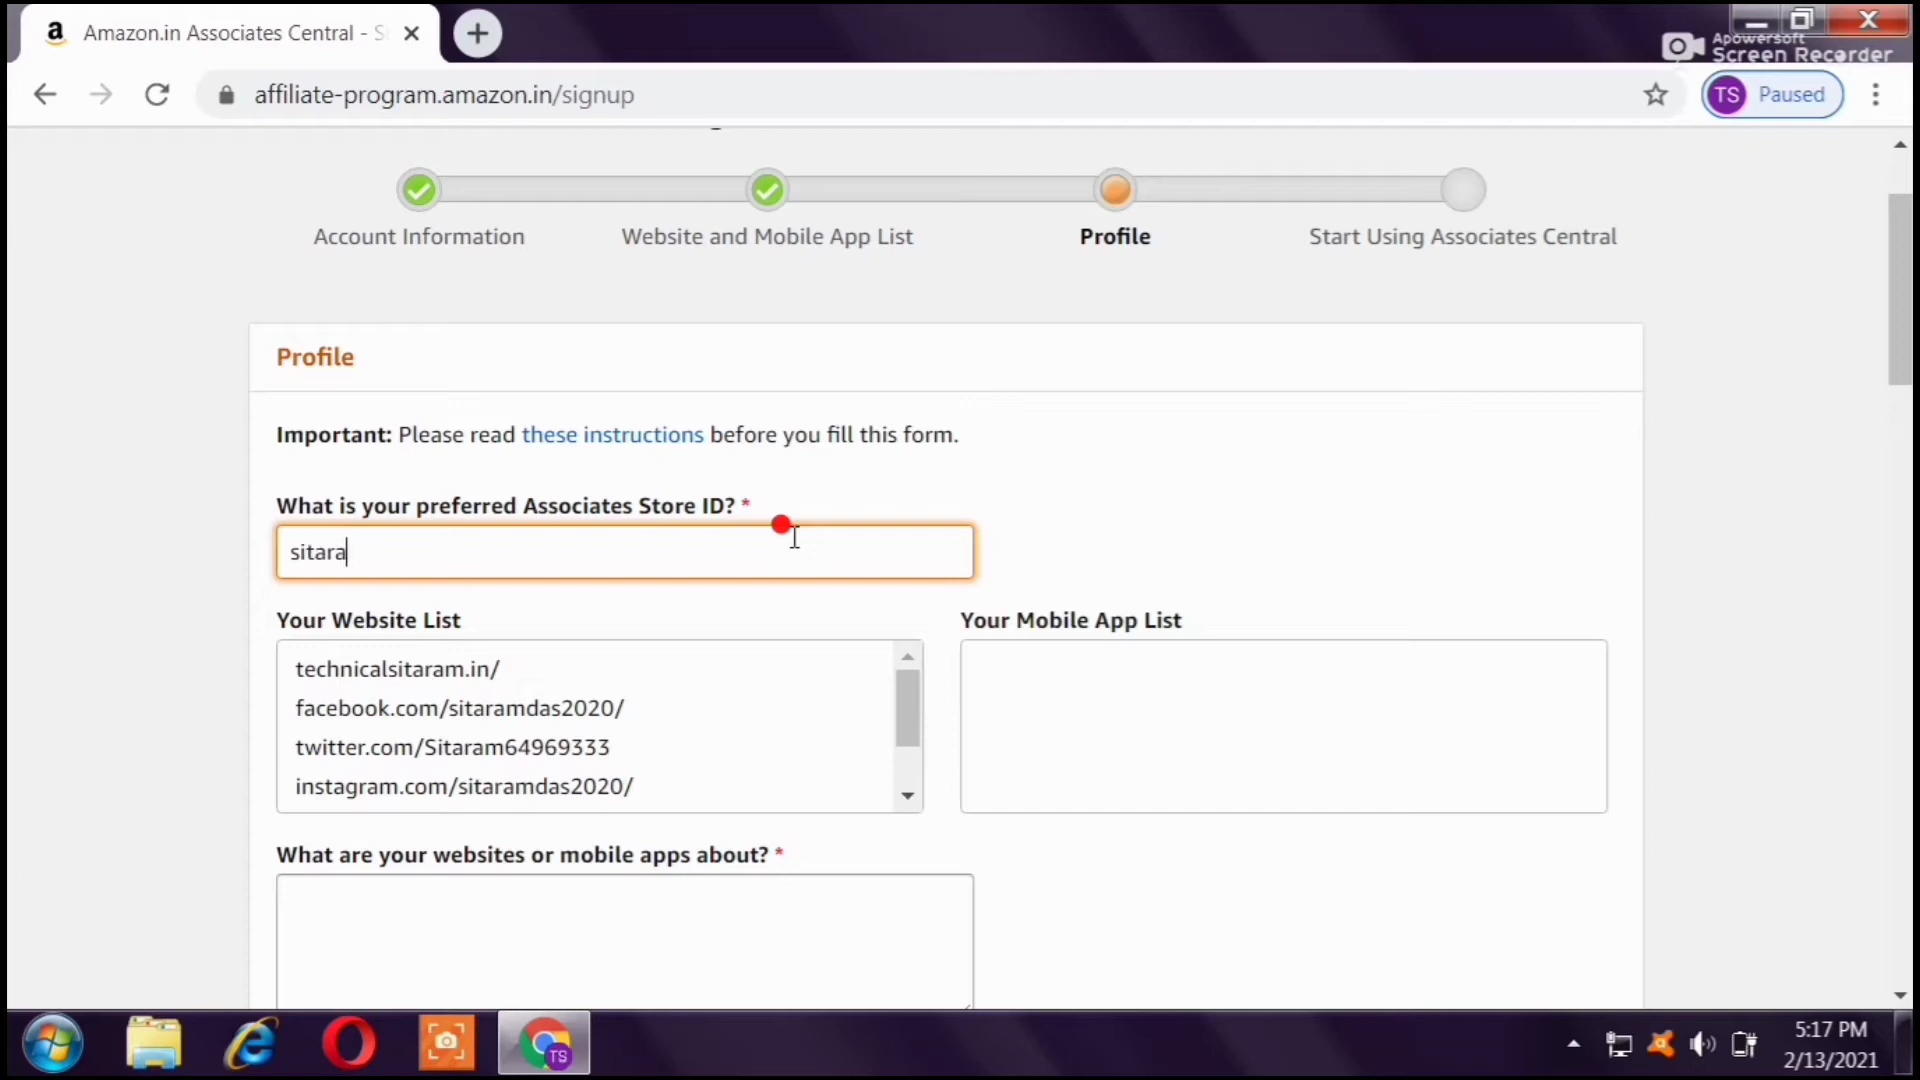 Amazon.in Associates Central - S
Apowersoft
Screen Recorder
affiliate-program.amazon.in/signup
TS Paused
Account Information
Website and Mobile App List
Profile
Start Using Associates Central
Profile
Important: Please read these instructions before you fill this form.
What is your preferred Associates Store ID? *
sitara
Your Website List
Your Mobile App List
technicalsitaram.in/
facebook.com/sitaramdas2020/
twitter.com/Sitaram64969333
instagram.com/sitaramdas2020/
What are your websites or mobile apps about? *
TS
5:17 PM
2/13/2021